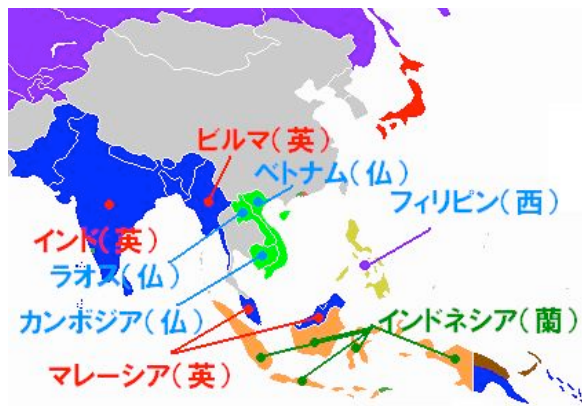 ビルマ(英)
ベトナム(仏)
フィリピン(西)
インド(英)
ラオス(仏)
カンボジア(仏)
インドネシア(蘭)
マレーシア(英)